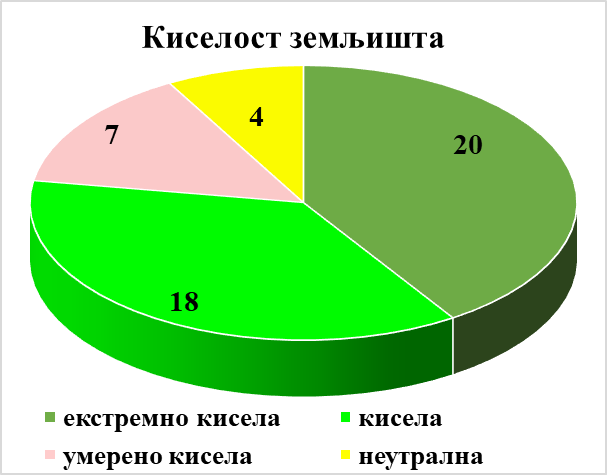 Киселост земљишта
4
7
20
18
екстремно кисела
кисела
умерено кисела
неутрална